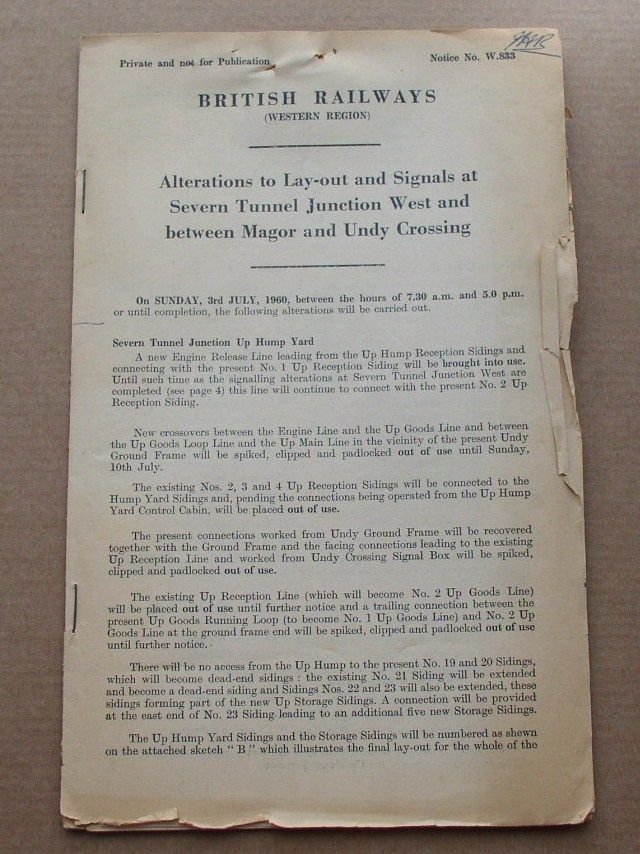 Private and not for Publication
Notice No. W.833
BRITISH RAILWAYS
(WESTERN REGION)
Alterations to Lay-out and Signals at
Severn Tunnel Junction West and
between Magor and Undy Crossing
On SUNDAY, 3rd JULY, 1960, between the hours of 7.30 a.m. and 5.0 p.m.
or until completion, the following alterations will be carried out.
Severn Tunnel Junction Up Hump Yard
A new Engine Release Line leading from the Up Hump Reception Sidings and
connecting with the present No. 1 Up Reception Siding will be brought into use.
Until such time as the signalling alterations at Severn Tunnel Junction West are
completed (see page 4) this line will continue to connect with the present No. 2 Up
Reception Siding.
New crossovers between the Engine Line and the Up Goods Line and between
the Up Goods Loop Line and the Up Main Line in the vicinity of the present Undy
Ground Frame will be spiked, clipped and padlocked out of use until Sunday,
10th July.
The existing Nos. 2, 3 and 4 Up Reception Sidings will be connected to the
Hump Yard Sidings and, pending the connections being operated from the Up Hump
Yard Control Cabin, will be placed out of use.
The present connections worked from Undy Ground Frame will be recovered
together with the Ground Frame and the facing connections leading to the existing
Up Reception Line and worked from Undy Crossing Signal Box will be spiked,
clipped and padlocked out of use.
The existing Up Reception Line (which will become No. 2 Up Goods Line)
will be placed out of use until further notice and a trailing connection between the
present Up Goods Running Loop (to become No. 1 Up Goods Line) and No. 2 Up
Goods Line at the ground frame end will be spiked, clipped and padlocked out of use
until further notice.
There will be no access from the Up Hump to the present No. 19 and 20 Sidings,
which will become dead-end sidings : the existing No. 21 Siding will be extended
and become a dead-end siding and Sidings Nos. 22 and 23 will also be extended, these
sidings forming part of the new Up Storage Sidings. A connection will be provided
at the east end of No. 23 Siding leading to an additional five new Storage Sidings.
The Up Hump Yard Sidings and the Storage Sidings will be numbered as shewn
on the attached sketch " B " which illustrates the final lay-out for the whole of the